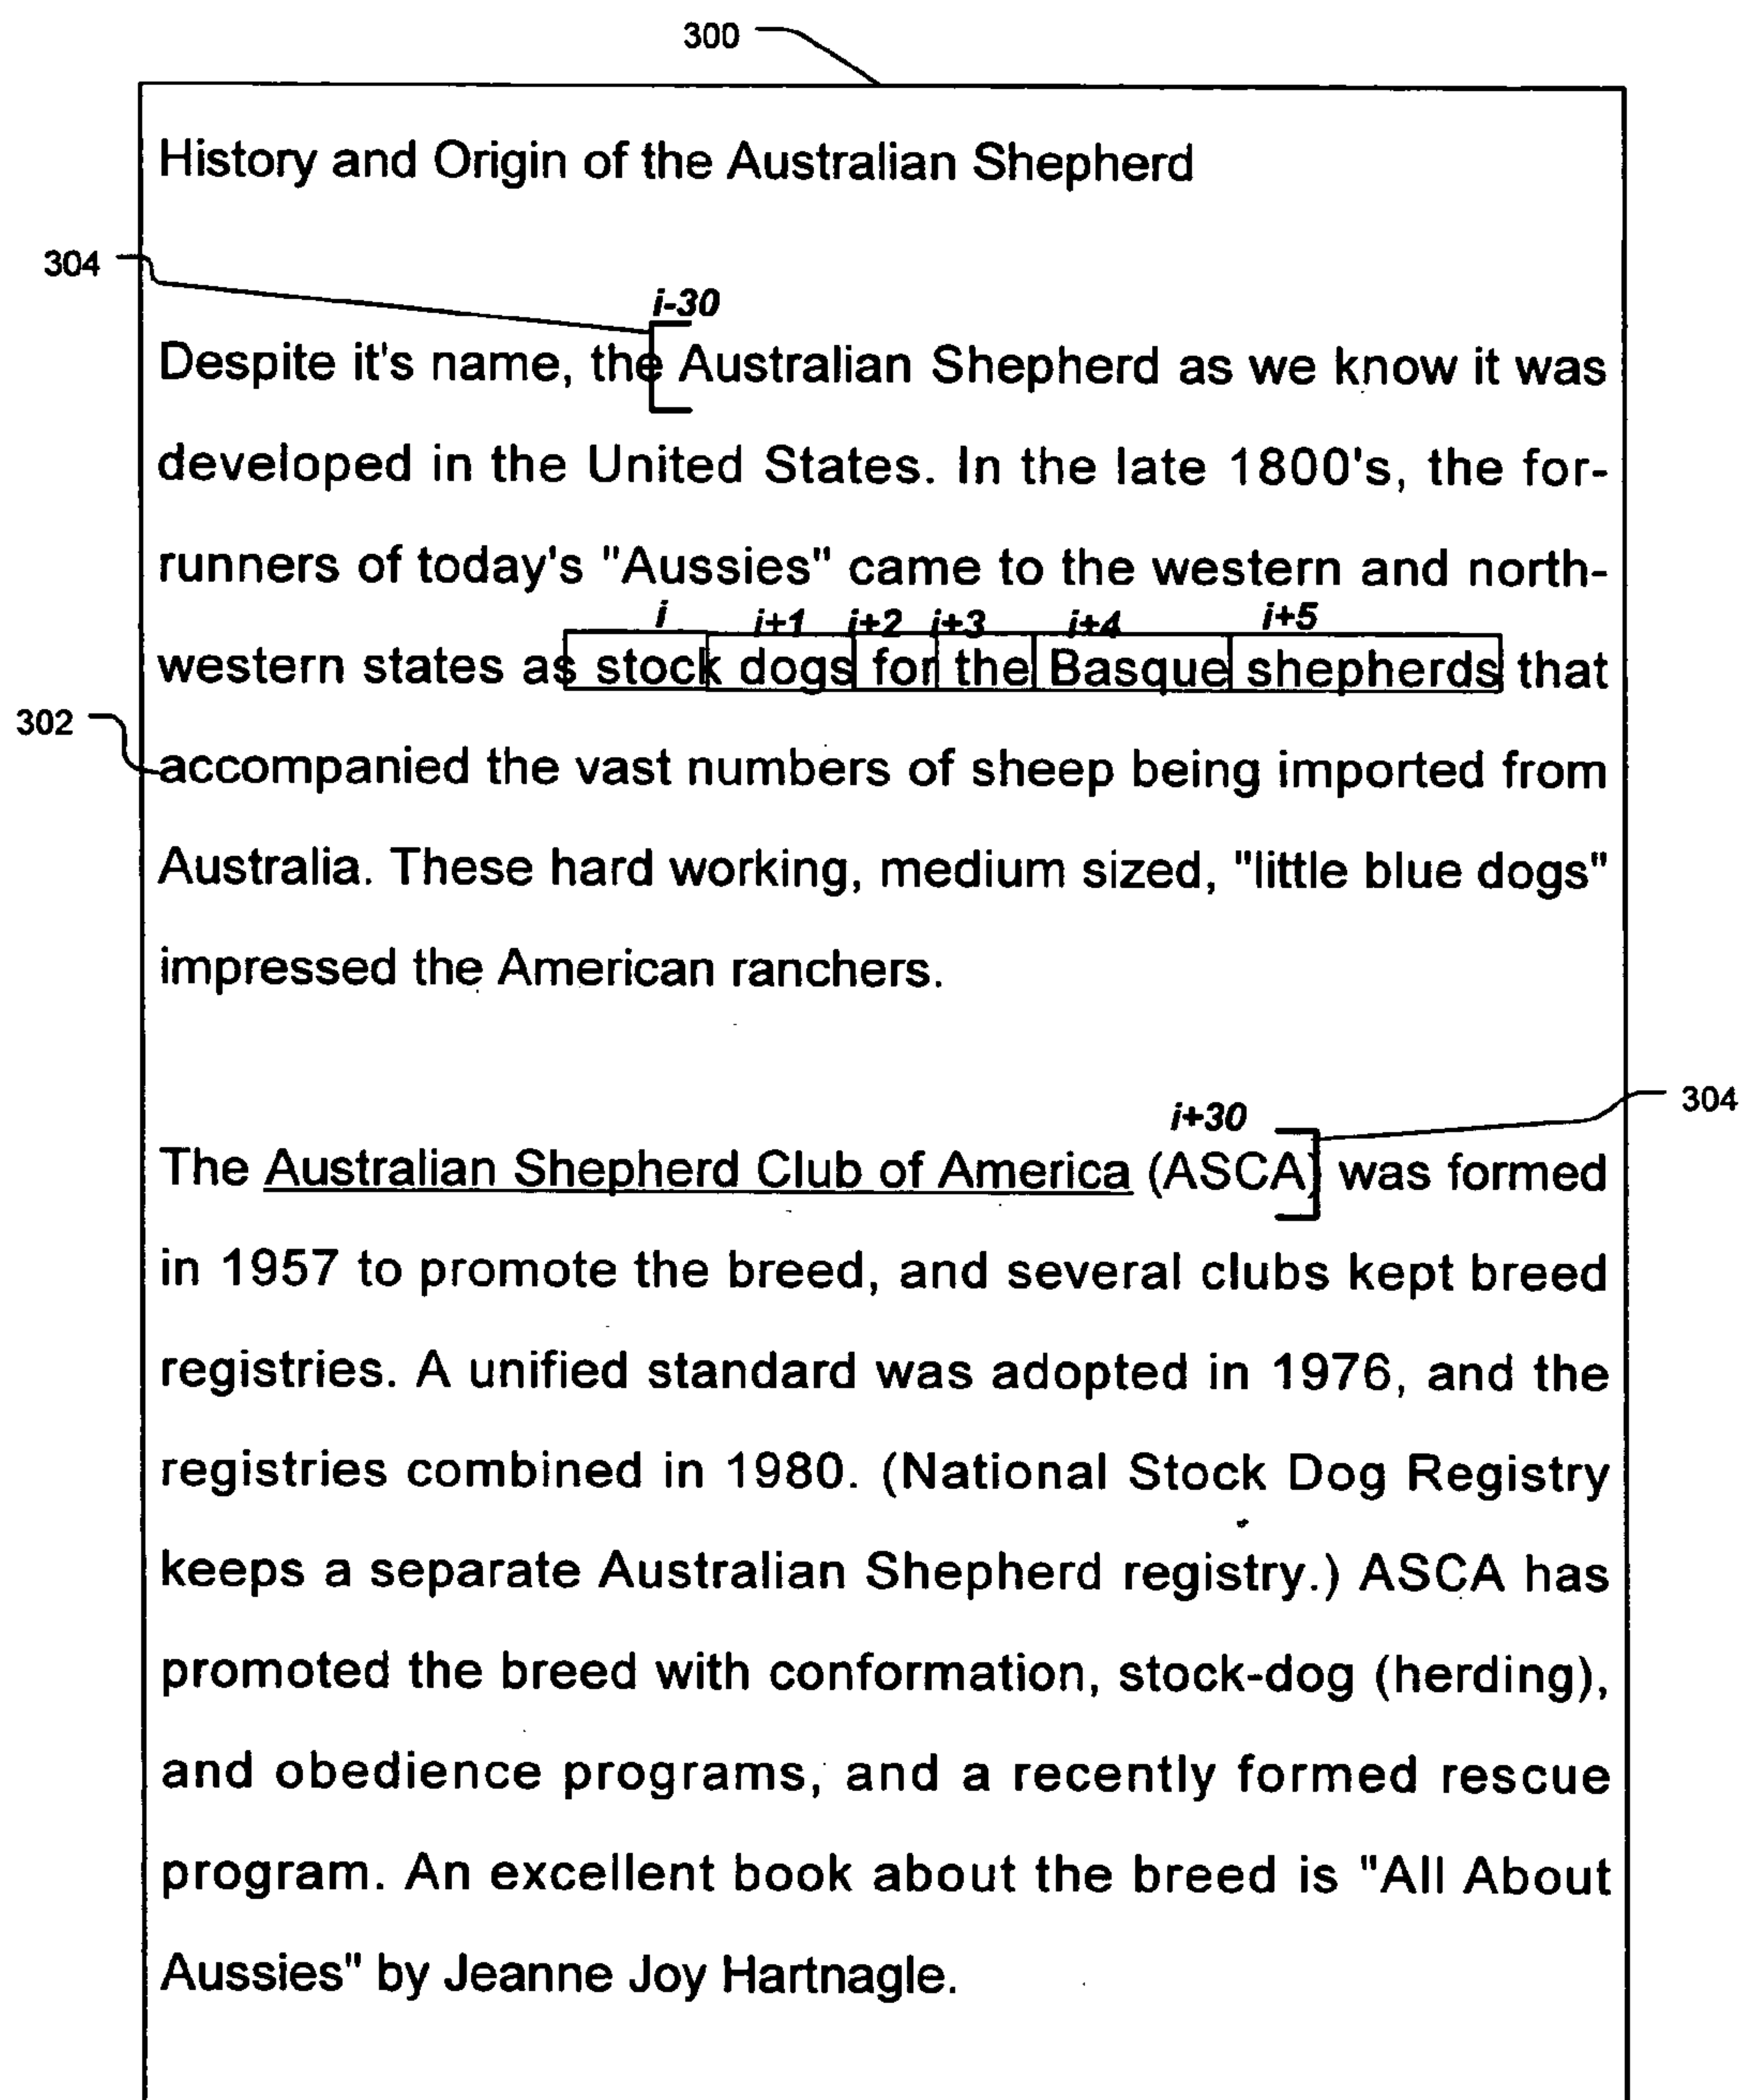 300
History and Origin of the Australian Shepherd
304
i-30
Despite it's name, the Australian Shepherd as we know it was
developed in the United States. In the late 1800's, the for-
runners of today's "Aussies" came to the western and north-
i i+1 i+2 i+3 i+4 i+5
western states as stock dogs for the Basque shepherds that
302
accompanied the vast numbers of sheep being imported from
Australia. These hard working, medium sized, "little blue dogs"
impressed the American ranchers.
i+30
304
The Australian Shepherd Club of America (ASCA) was formed
in 1957 to promote the breed, and several clubs kept breed
registries. A unified standard was adopted in 1976, and the
registries combined in 1980. (National Stock Dog Registry
keeps a separate Australian Shepherd registry.) ASCA has
promoted the breed with conformation, stock-dog (herding),
and obedience programs, and a recently formed rescue
program. An excellent book about the breed is "All About
Aussies" by Jeanne Joy Hartnagle.